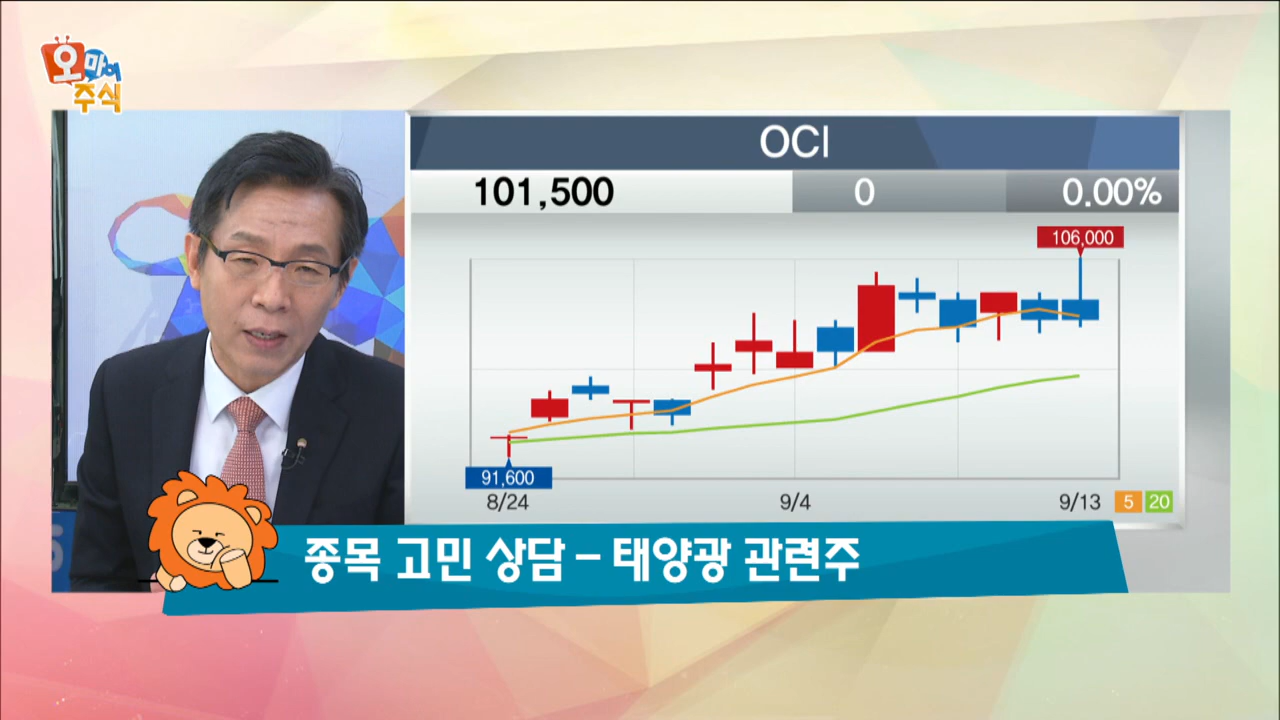 오마이
주식
OCI
101,500 0 0.00%
106,000
91,600
8/24 9/4 9/13 5 20
종목 고민 상담 – 태양광 관련주